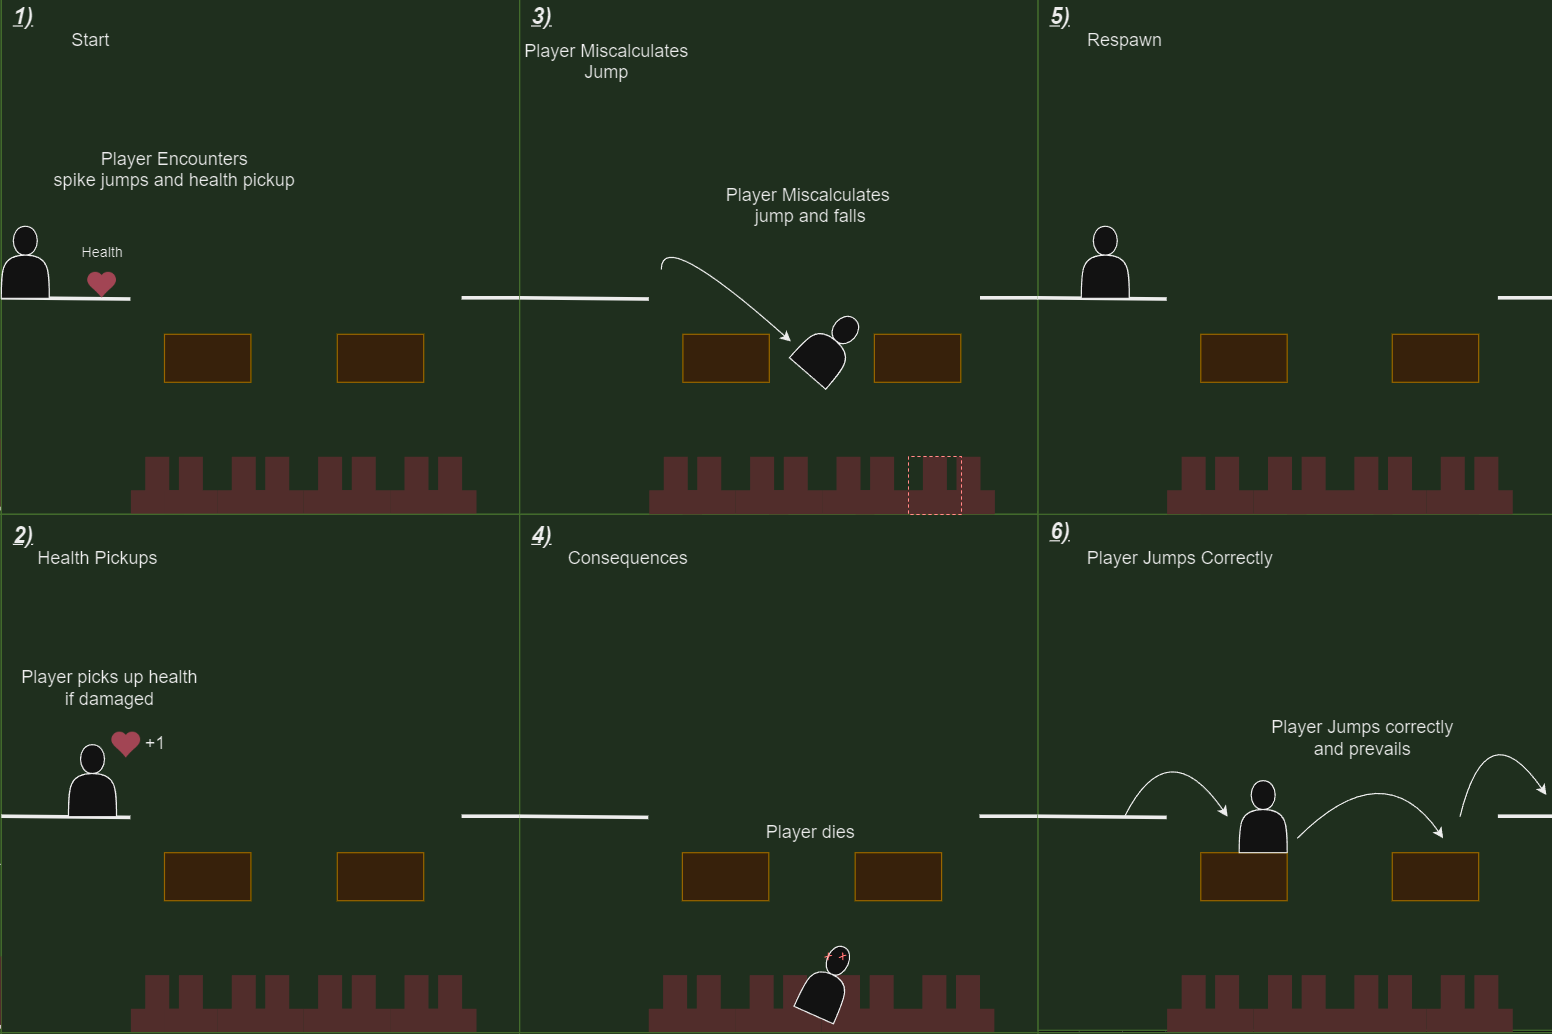 1)
Start
Player Encounters
spike jumps and health pickup
Health
2)
Health Pickups
Player picks up health
if damaged
+1
3)
Player Miscalculates
Jump
Player Miscalculates
jump and falls
4)
Consequences
Player dies
5)
Respawn
6)
Player Jumps Correctly
Player Jumps correctly
and prevails